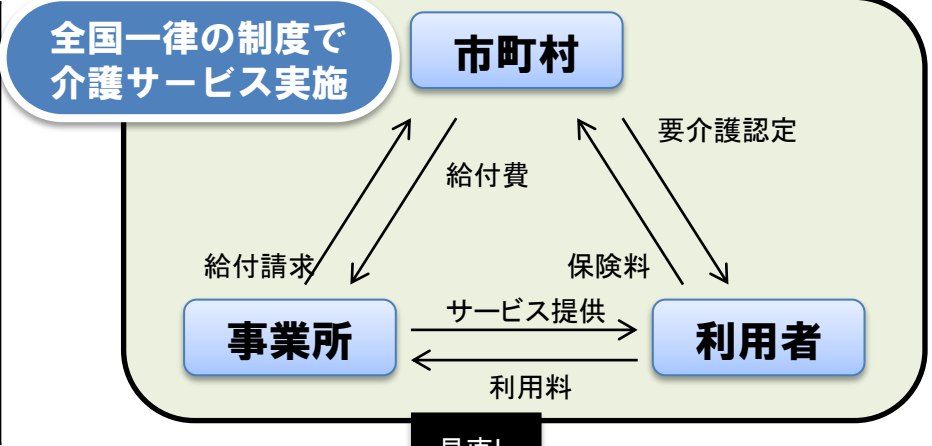 全国一律の制度で
介護サービス実施
市町村
要介護認定
給付費
給付請求
保険料
サービス提供
事業所
利用者
利用料